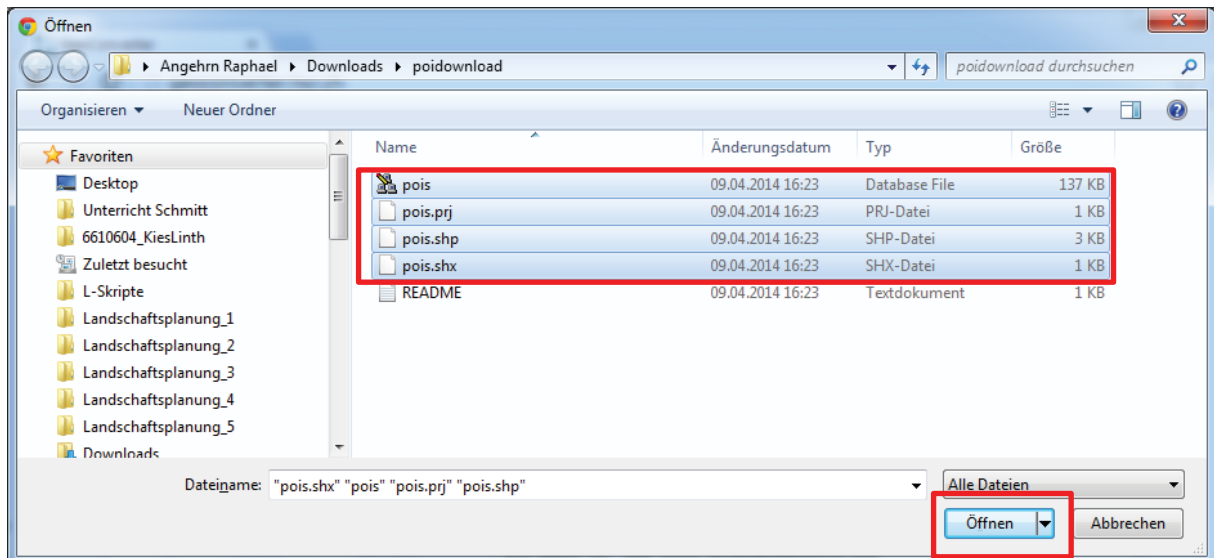 Öffnen
Angehrn Raphael Downloads poidownload
poidownload durchsuchen
Organisieren Neuer Ordner
Name Änderungsdatum Typ Größe
Favoriten
Desktop
Unterricht Schmitt
6610604_KiesLinth
Zuletzt besucht
L-Skripte
Landschaftsplanung_1
Landschaftsplanung_2
Landschaftsplanung_3
Landschaftsplanung_4
Landschaftsplanung_5
Downloads
pois 09.04.2014 16:23 Database File 137 KB
pois.prj 09.04.2014 16:23 PRJ-Datei 1 KB
pois.shp 09.04.2014 16:23 SHP-Datei 3 KB
pois.shx 09.04.2014 16:23 SHX-Datei 1 KB
README 09.04.2014 16:23 Textdokument 1 KB
Dateiname: "pois.shx" "pois" "pois.prj" "pois.shp"
Alle Dateien
Öffnen Abbrechen